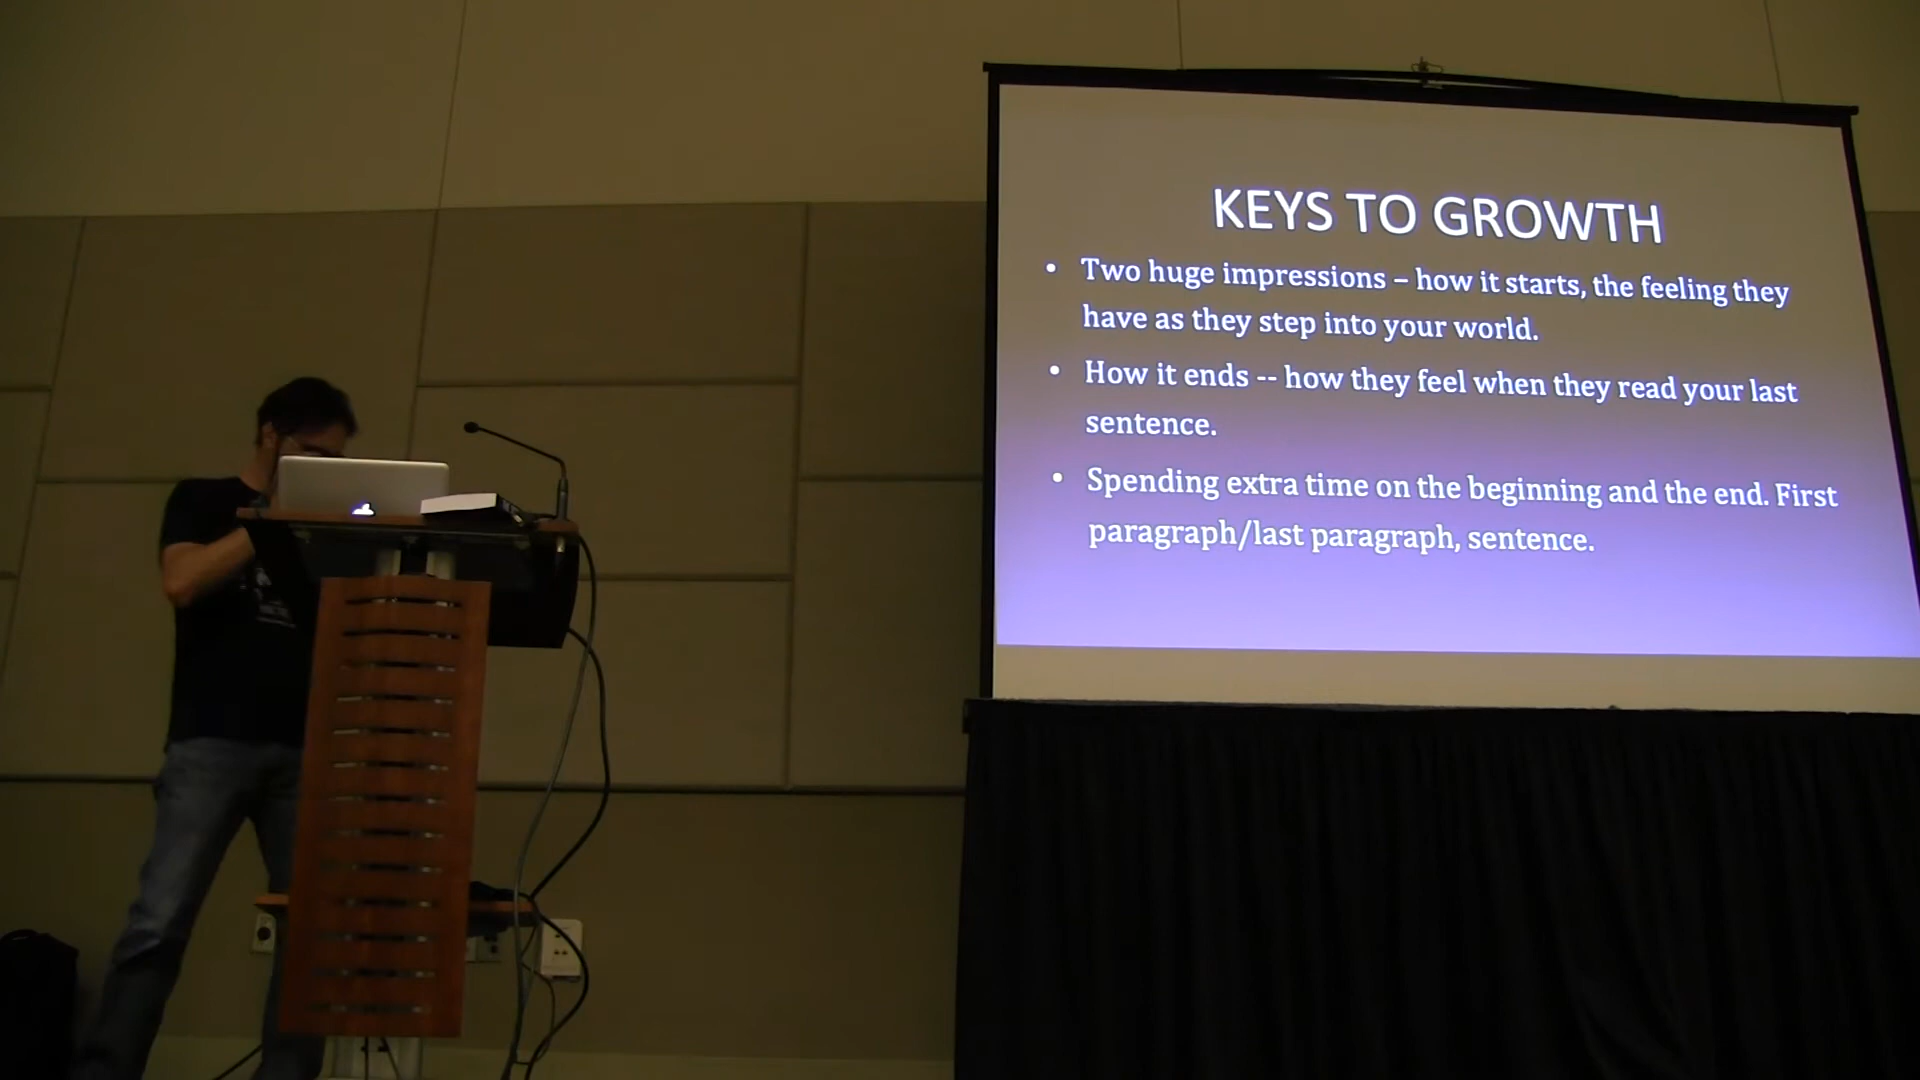 KEYS TO GROWTH
• Two huge impressions – how it starts, the feeling they
have as they step into your world.
• How it ends -- how they feel when they read your last
sentence.
• Spending extra time on the beginning and the end. First
paragraph/last paragraph, sentence.